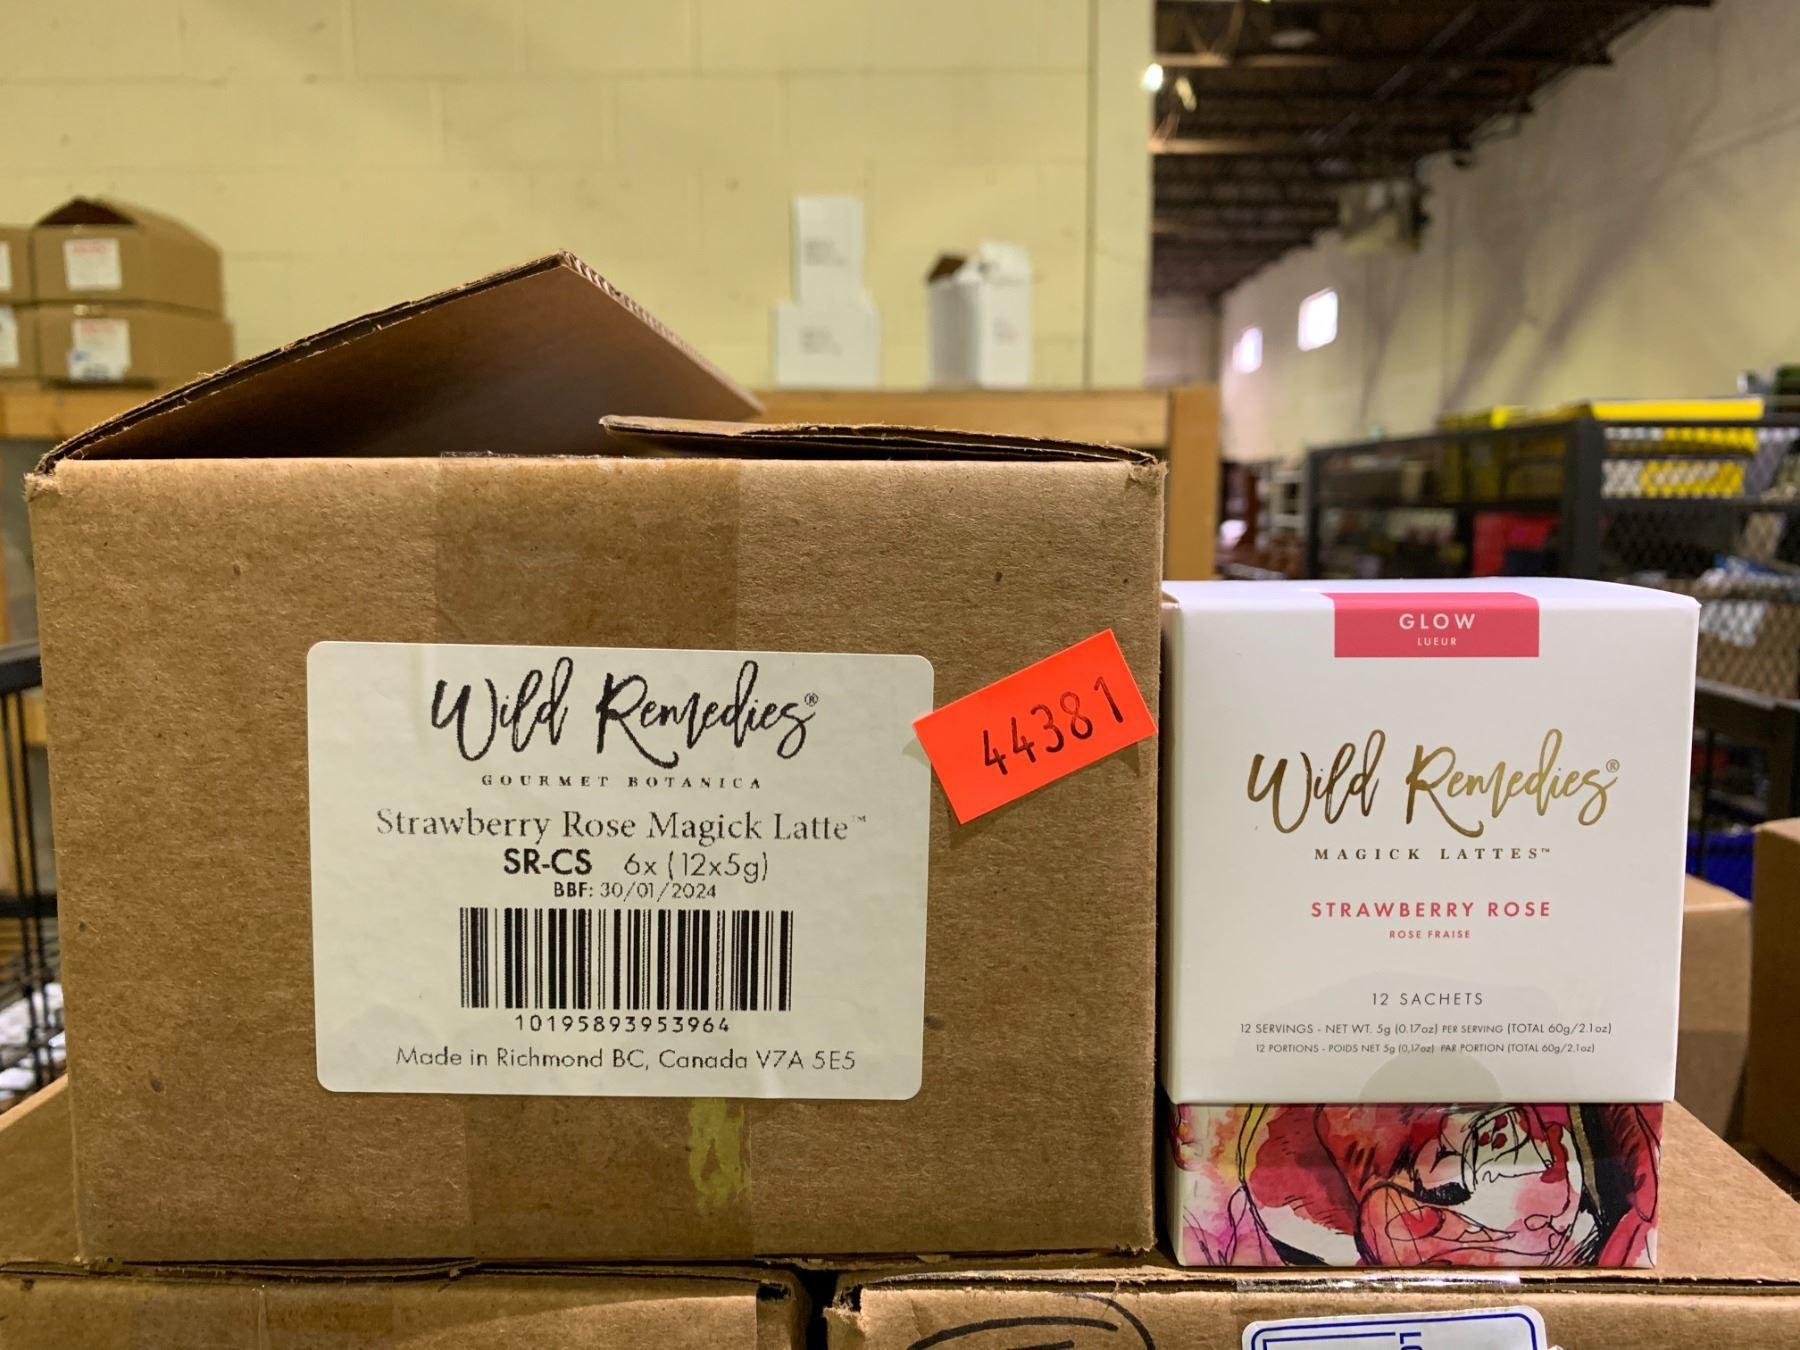 Wild Remedies®
GOURMET BOTANICA
Strawberry Rose Magick Latte™
SR-CS 6x (12x5g)
BBF: 30/01/2024
10195893953964
Made in Richmond BC, Canada V7A 5E5
44381
GLOW
LUEUR
Wild Remedies®
MAGICK LATTES™
STRAWBERRY ROSE
ROSE FRAISE
12 SACHETS
12 SERVINGS - NET WT. 5g (0.17oz) PER SERVING (TOTAL 60g/2.1oz)
12 PORTIONS - POIDS NET 5g (0,17oz) PAR PORTION (TOTAL 60g/2,1oz)